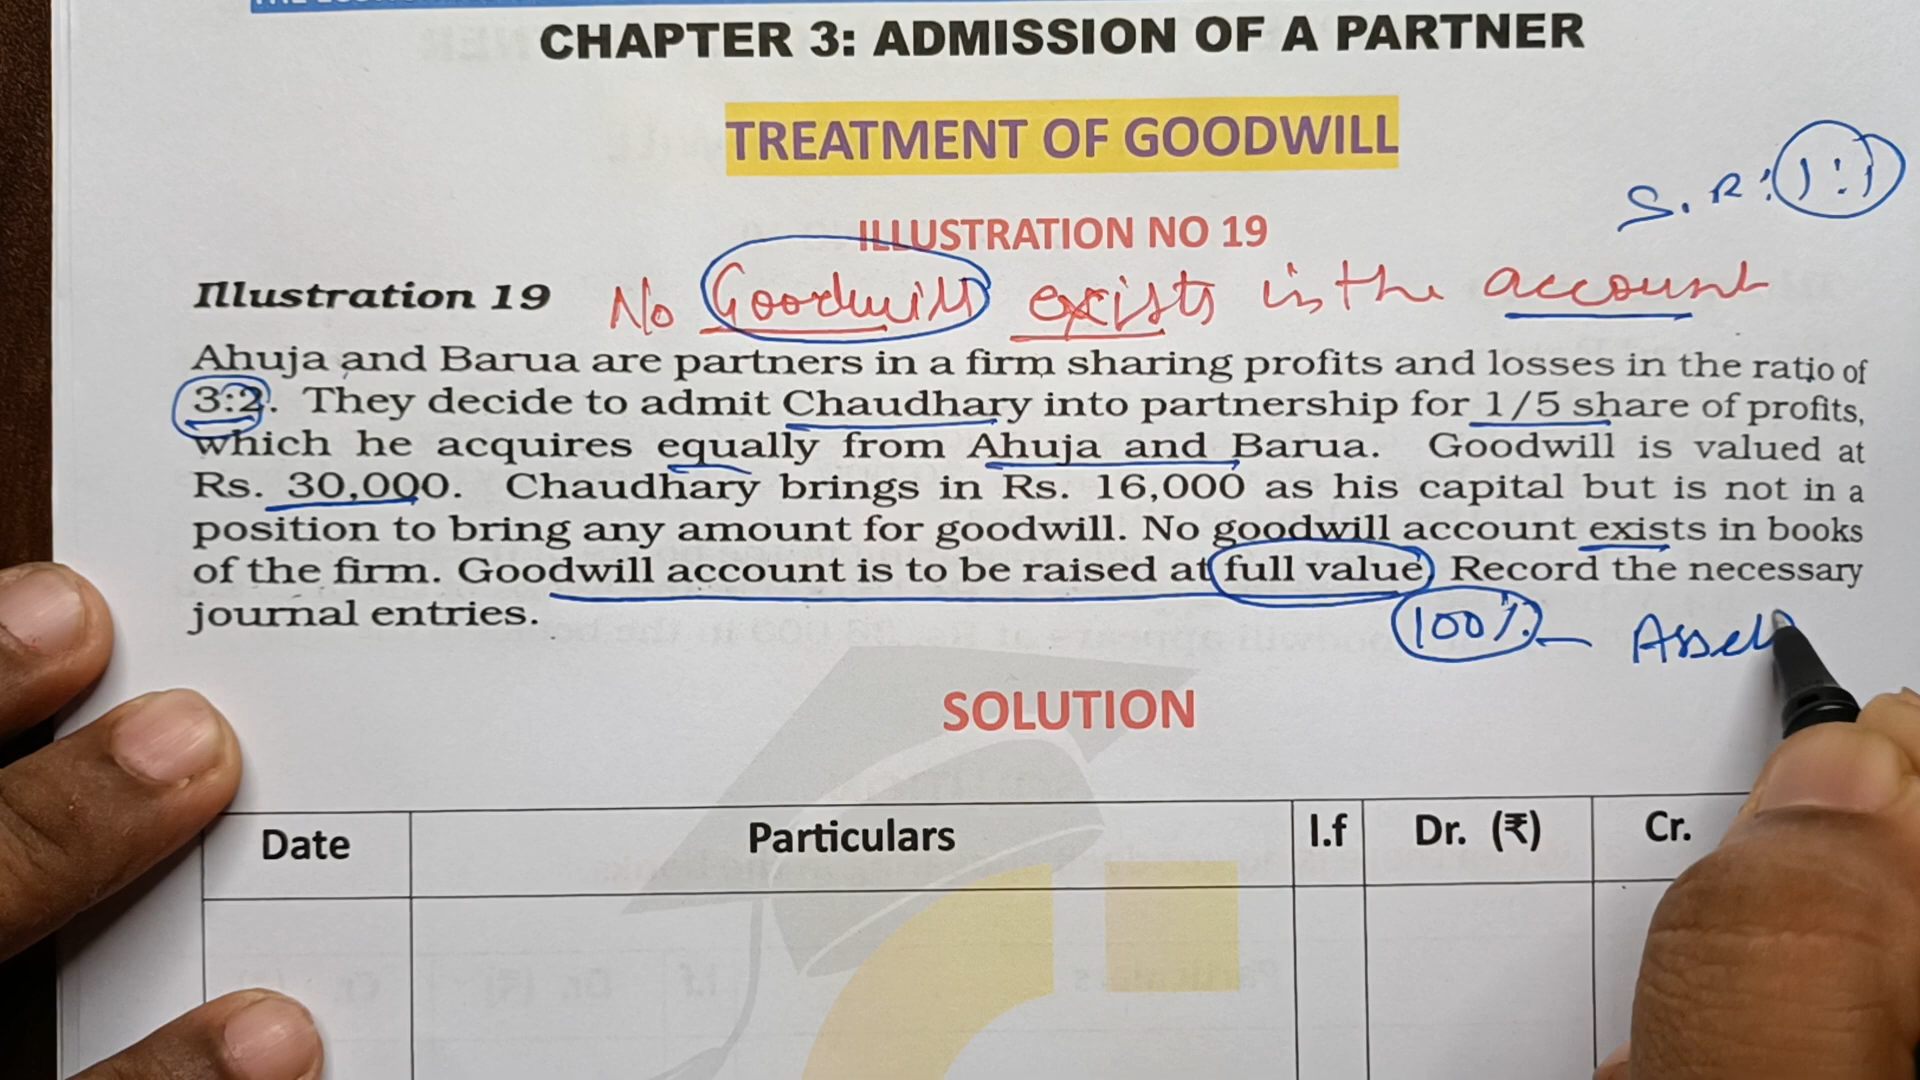 CHAPTER 3: ADMISSION OF A PARTNER
TREATMENT OF GOODWILL
S.R: 1:1
ILLUSTRATION NO 19
Illustration 19 No Goodwill exists in the account
Ahuja and Barua are partners in a firm sharing profits and losses in the ratio of
3:2. They decide to admit Chaudhary into partnership for 1/5 share of profits,
which he acquires equally from Ahuja and Barua. Goodwill is valued at
Rs. 30,000. Chaudhary brings in Rs. 16,000 as his capital but is not in a
position to bring any amount for goodwill. No goodwill account exists in books
of the firm. Goodwill account is to be raised at full value. Record the necessary
journal entries.
100% - Asse
SOLUTION
Date Particulars l.f Dr. (₹) Cr.